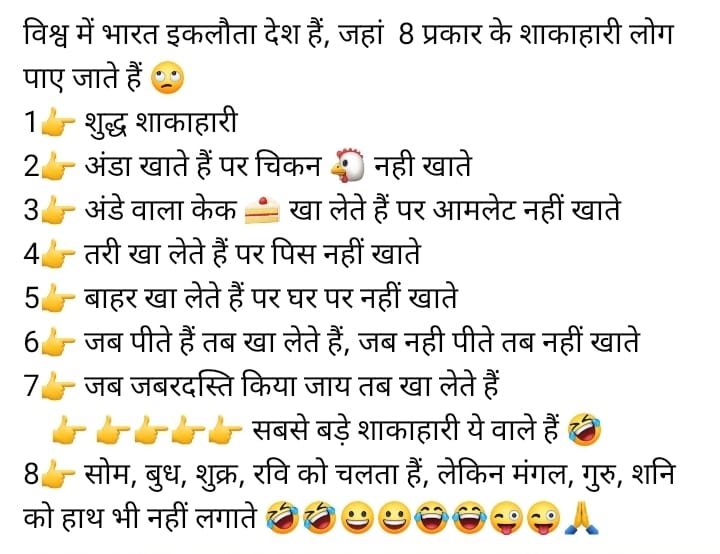 विश्व में भारत इकलौता देश हैं, जहां 8 प्रकार के शाकाहारी लोग
पाए जाते हैं 🙄
1👉 शुद्ध शाकाहारी
2👉 अंडा खाते हैं पर चिकन 🐔 नही खाते
3👉 अंडे वाला केक 🍰 खा लेते हैं पर आमलेट नहीं खाते
4👉 तरी खा लेते हैं पर पिस नहीं खाते
5👉 बाहर खा लेते हैं पर घर पर नहीं खाते
6👉 जब पीते हैं तब खा लेते हैं, जब नही पीते तब नहीं खाते
7👉 जब जबरदस्ति किया जाय तब खा लेते हैं
👉👉👉👉👉 सबसे बड़े शाकाहारी ये वाले हैं 🤣
8👉 सोम, बुध, शुक्र, रवि को चलता हैं, लेकिन मंगल, गुरु, शनि
को हाथ भी नहीं लगाते 🤣🤣😀😀😂😂😜😜🙏